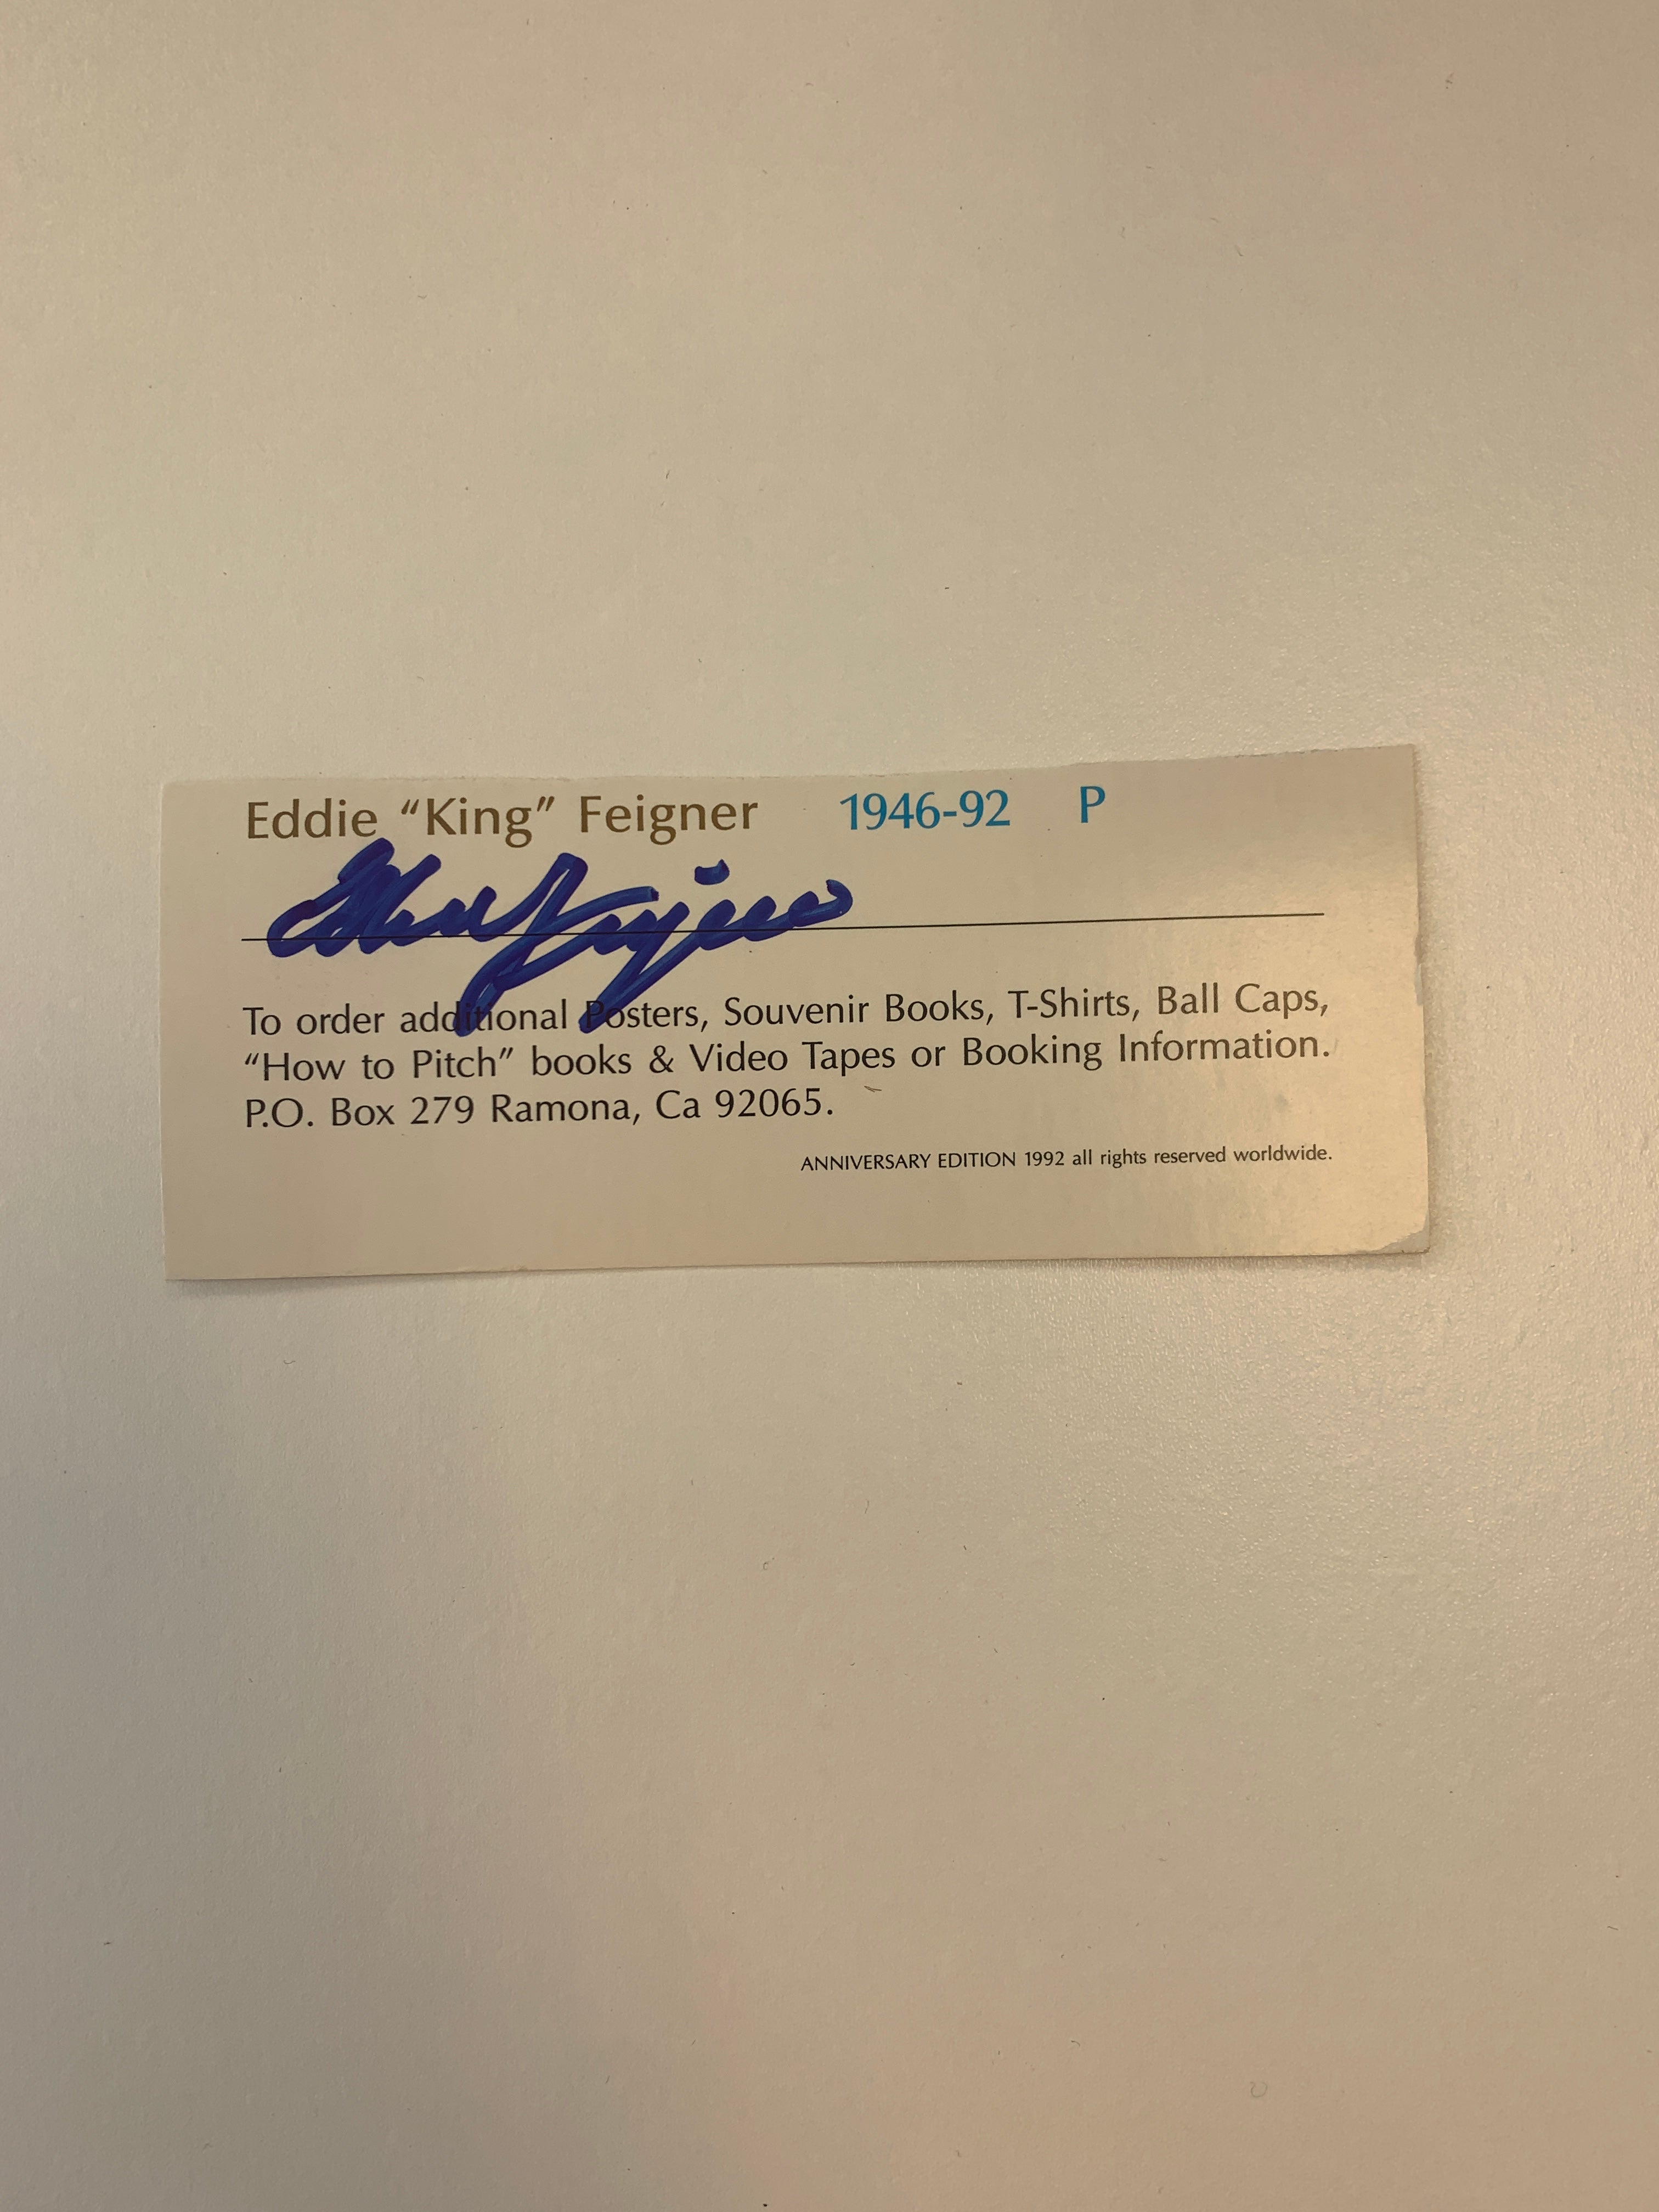 Eddie “King” Feigner 1946-92 P
To order additional Posters, Souvenir Books, T-Shirts, Ball Caps,
“How to Pitch” books & Video Tapes or Booking Information.
P.O. Box 279 Ramona, Ca 92065.
ANNIVERSARY EDITION 1992 all rights reserved worldwide.